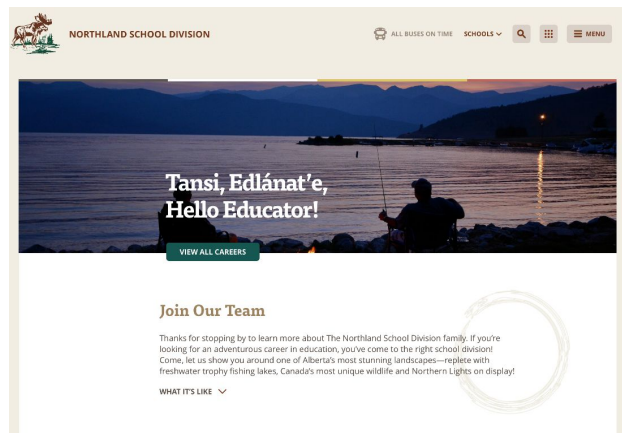 NORTHLAND SCHOOL DIVISION
ALL BUSES ON TIME
SCHOOLS
MENU
Tansi, Edlánat’e,
Hello Educator!
VIEW ALL CAREERS
Join Our Team
Thanks for stopping by to learn more about The Northland School Division family. If you’re
looking for an adventurous career in education, you’ve come to the right school division!
Come, let us show you around one of Alberta’s most stunning landscapes—replete with
freshwater trophy fishing lakes, Canada’s most unique wildlife and Northern Lights on display!
WHAT IT’S LIKE